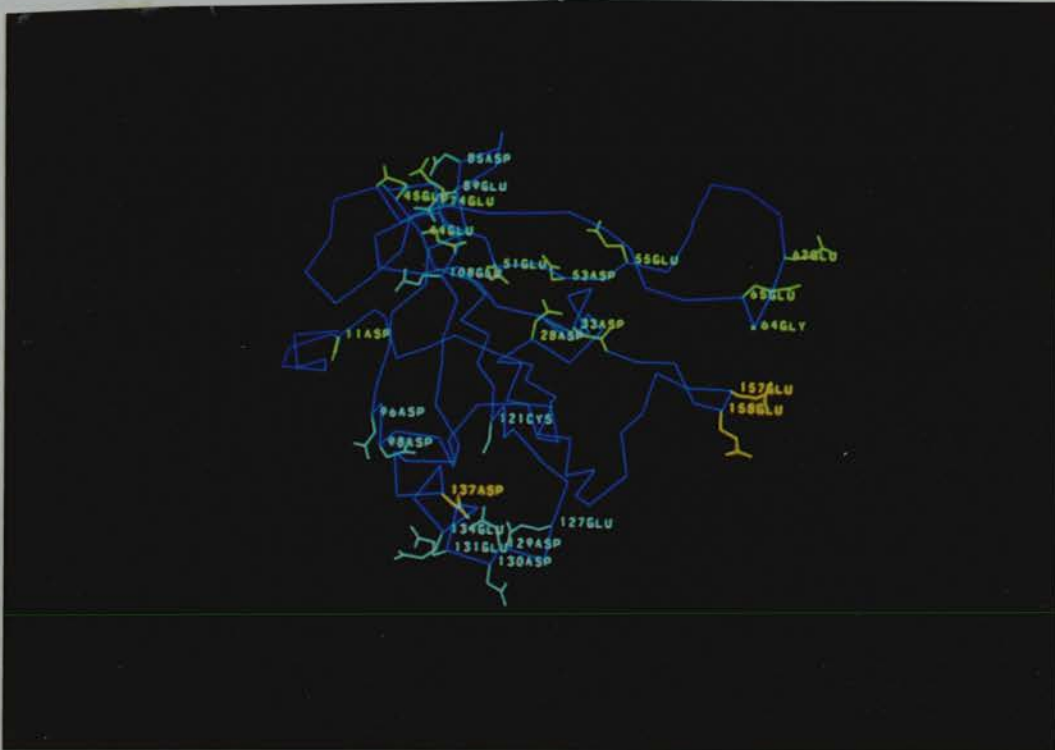 85ASP
89GLU
45GLU
74GLU
44GLU
108GLU
51GLU
53ASP
55GLU
63GLU
65GLU
64GLY
33ASP
28ASP
11ASP
157GLU
158GLU
96ASP
121CYS
98ASP
137ASP
127GLU
134GLU
129ASP
131GLU
130ASP